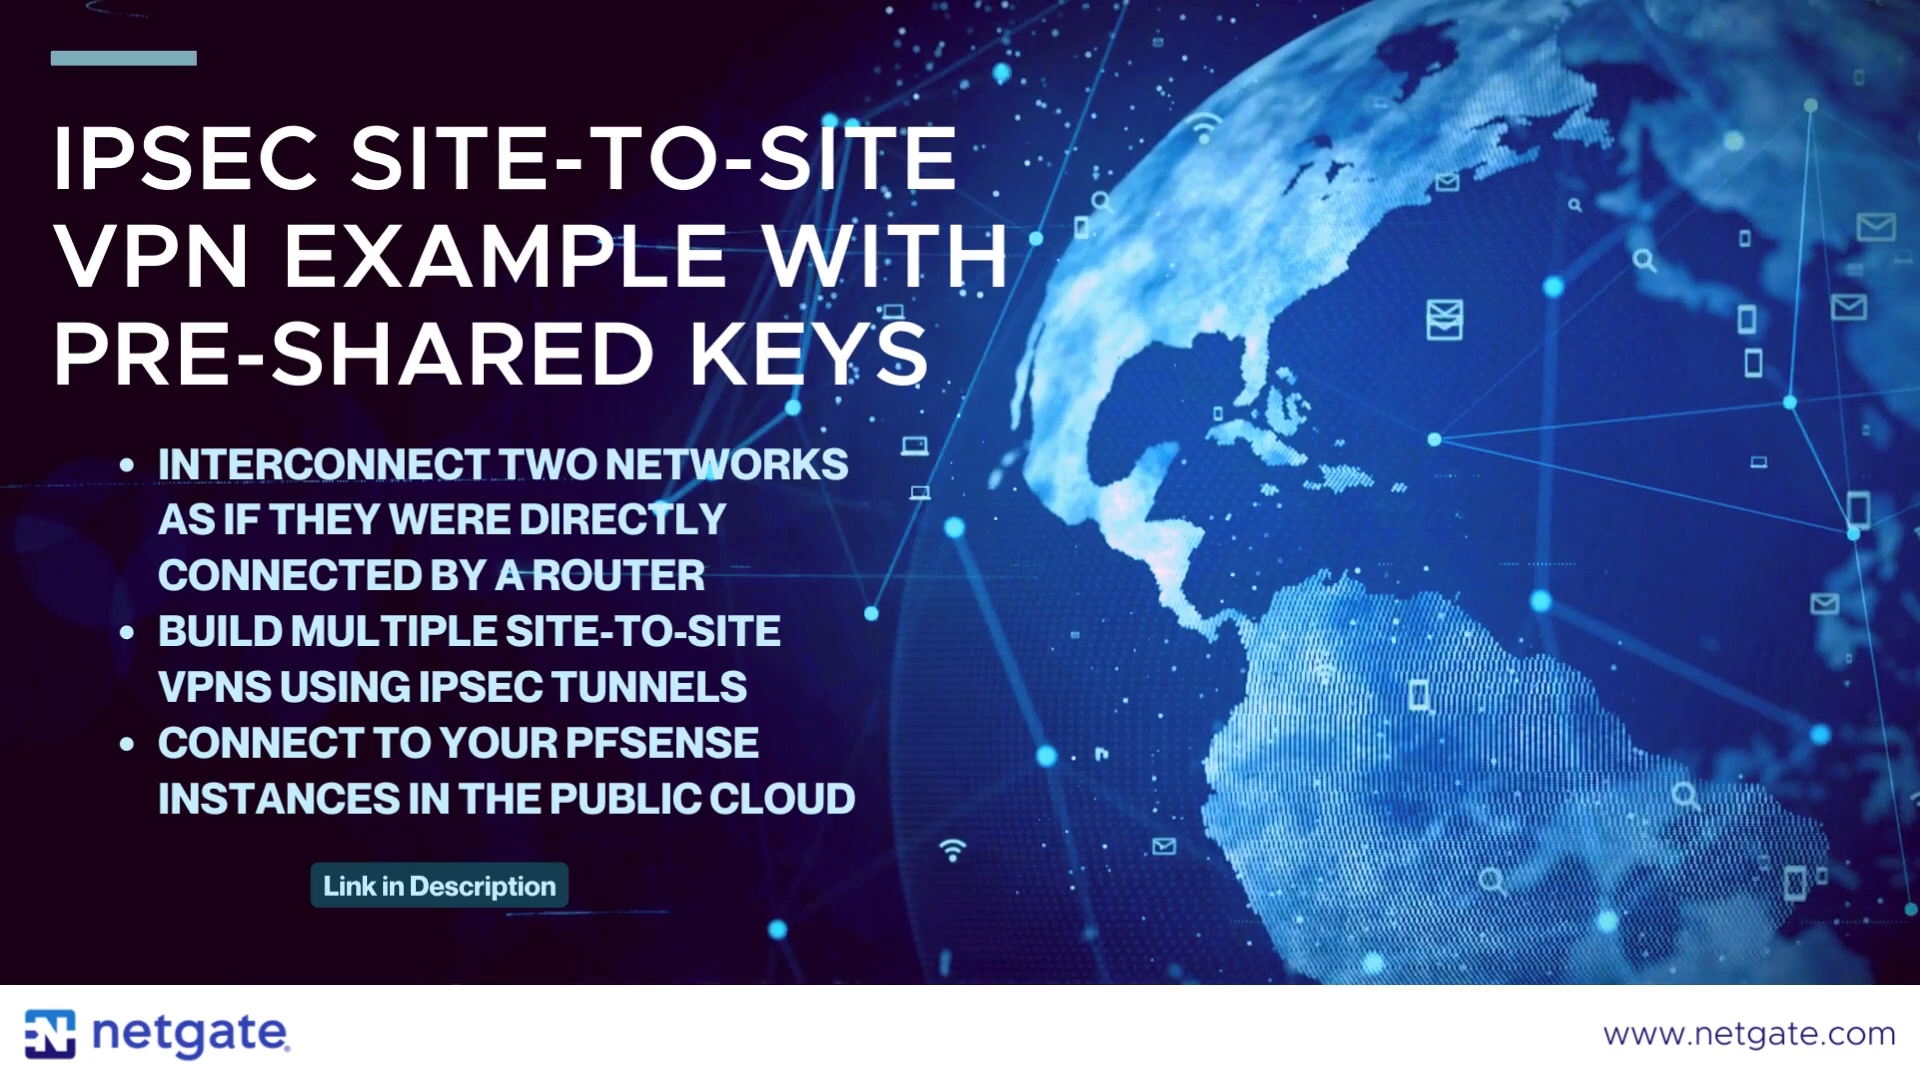 IPSEC SITE-TO-SITE
VPN EXAMPLE WITH
PRE-SHARED KEYS
• INTERCONNECT TWO NETWORKS
AS IF THEY WERE DIRECTLY
CONNECTED BY A ROUTER
• BUILD MULTIPLE SITE-TO-SITE
VPNS USING IPSEC TUNNELS
• CONNECT TO YOUR PFSENSE
INSTANCES IN THE PUBLIC CLOUD
Link in Description
netgate
www.netgate.com